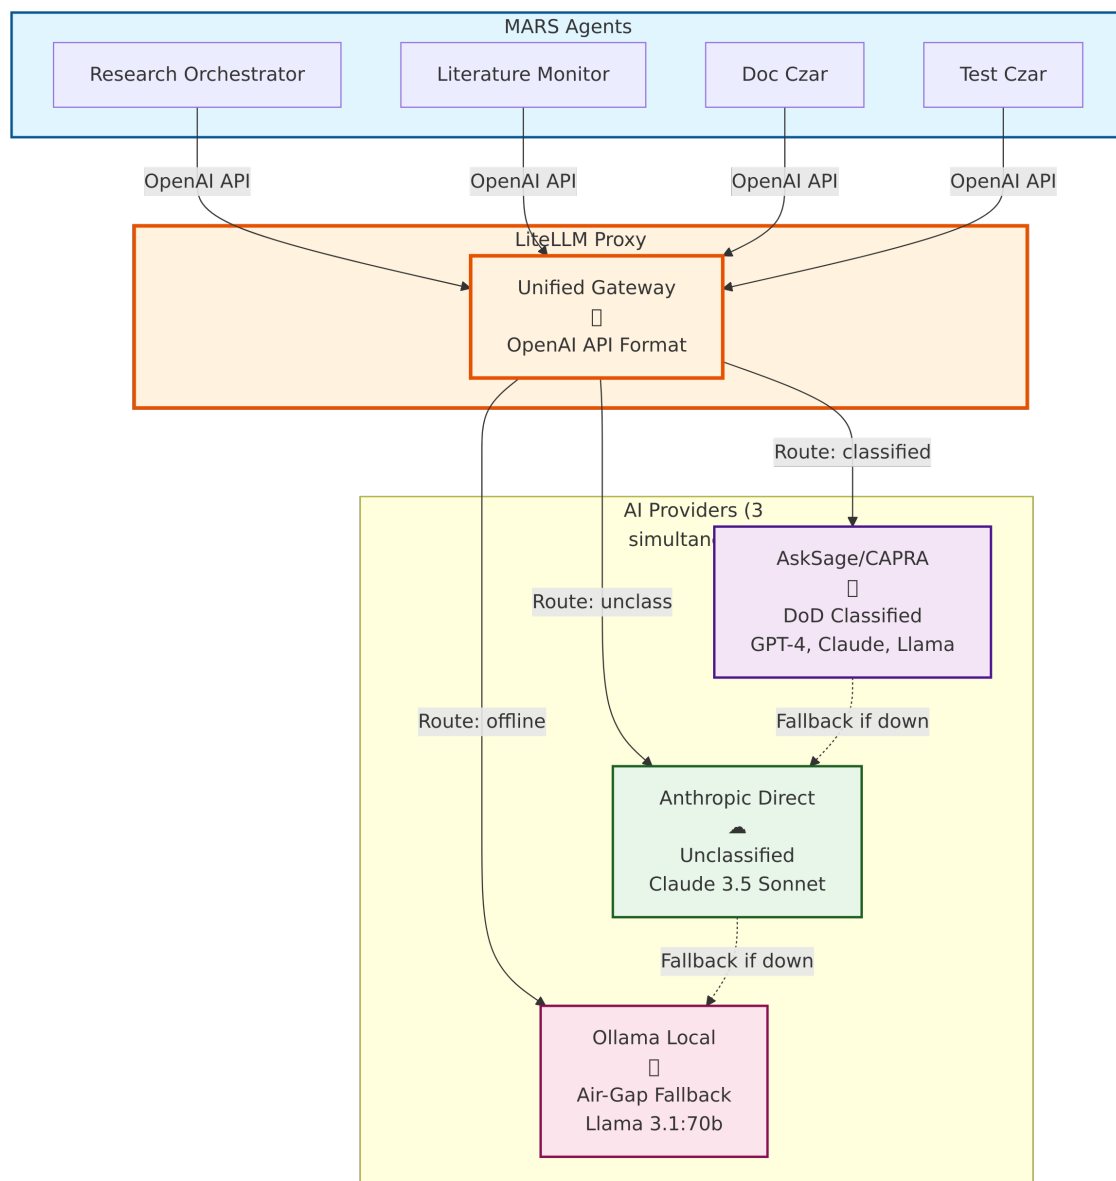 MARS Agents
Research Orchestrator
Literature Monitor
Doc Czar
Test Czar
OpenAI API
OpenAI API
OpenAI API
OpenAI API
LiteLLM Proxy
Unified Gateway
OpenAI API Format
Route: classified
AI Providers (3
AskSage/CAPRA
DoD Classified
GPT-4, Claude, Llama
Route: unclass
Route: offline
Fallback if down
Anthropic Direct
☁
Unclassified
Claude 3.5 Sonnet
Fallback if down
Ollama Local
Air-Gap Fallback
Llama 3.1:70b